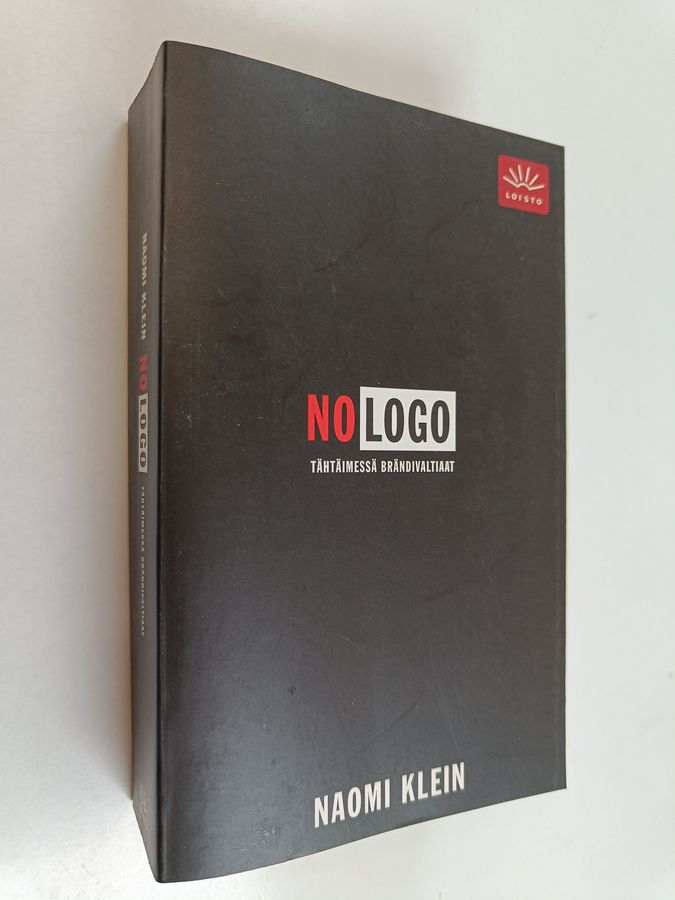 LOISTO
NO LOGO
TÄHTÄIMESSÄ BRÄNDIVALTIAAT
NAOMI KLEIN
NAOMI KLEIN NO LOGO TÄHTÄIMESSÄ BRÄNDIVALTIAAT